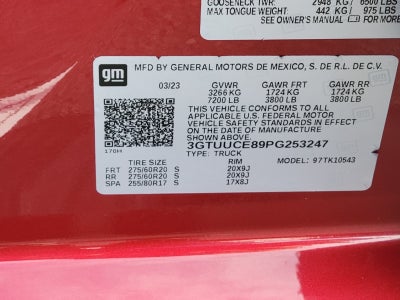 GOOSENECK TWR: 2948 KG / 6500 LBS
MAX TONGUE WEIGHT: 442 KG / 975 LBS
SEE OWNER'S MANUAL FOR
gm
MFD BY GENERAL MOTORS DE MEXICO, S. DE R.L. DE C.V.
03/23 GVWR GAWR FRT GAWR RR
3266 KG 1724 KG 1724 KG
7200 LB 3800 LB 3800 LB
THIS VEHICLE CONFORMS TO ALL
APPLICABLE U.S. FEDERAL MOTOR
VEHICLE SAFETY STANDARDS IN
EFFECT ON THE DATE OF MANUFACTURE
SHOWN ABOVE.
3GTUUCE89PG253247
TYPE: TRUCK MODEL: 97TK10543
TIRE SIZE RIM
FRT 275/60R20 S 20X9J
RR 275/60R20 S 20X9J
SPA 255/80R17 S 17X8J